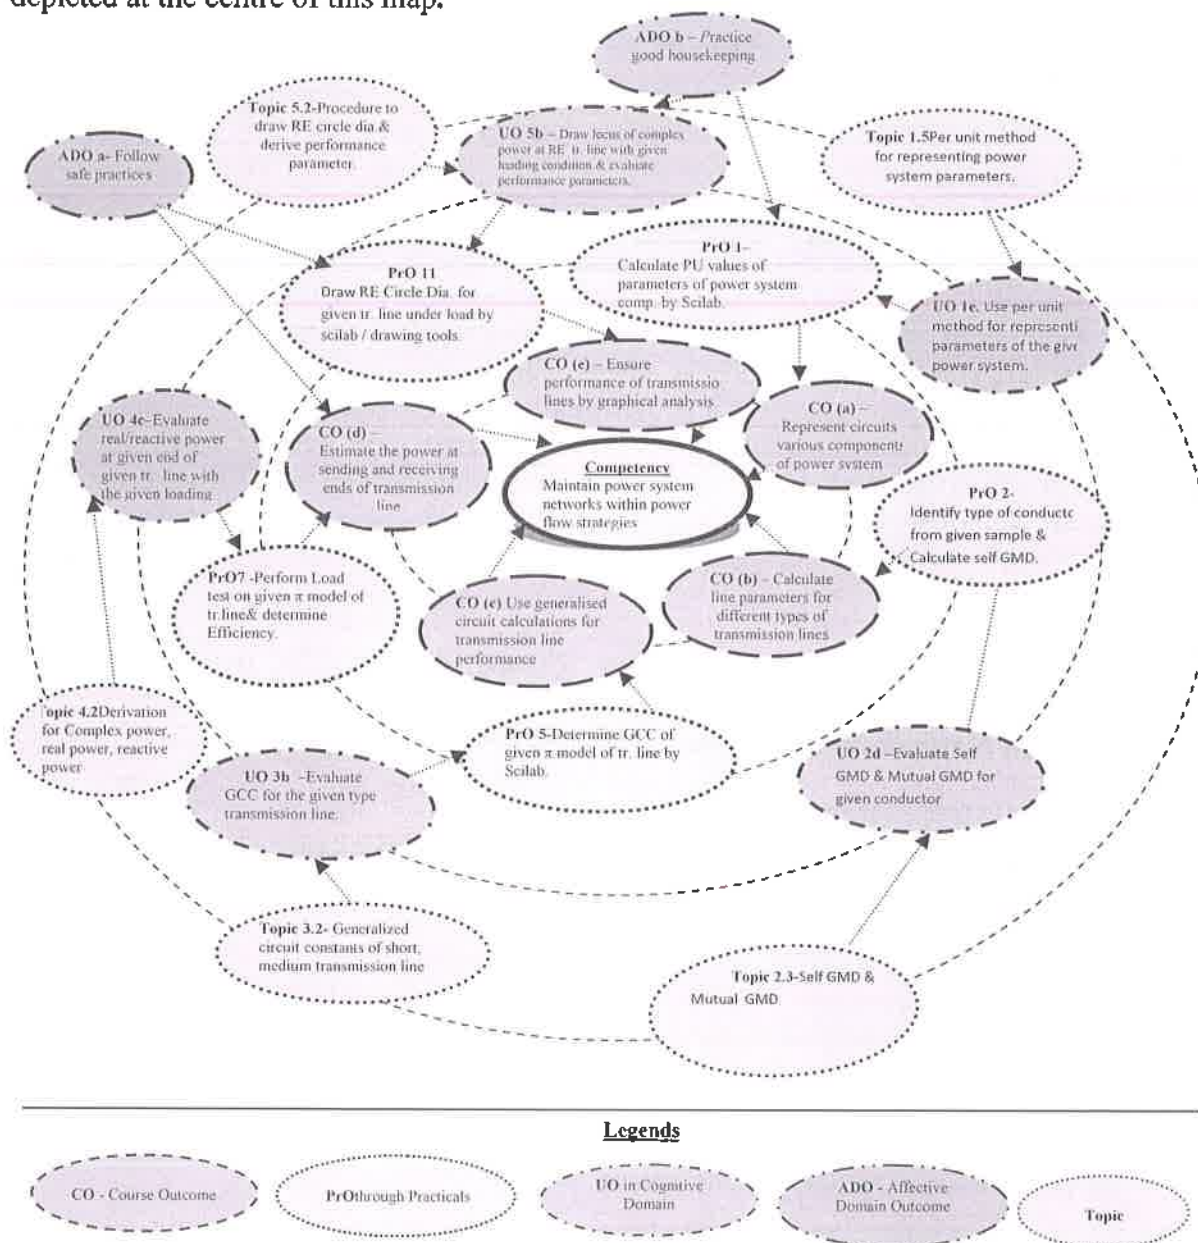 depicted at the centre of this map.
ADO b – Practice
good housekeeping
Topic 5.2-Procedure to
draw RE circle dia &
derive performance
parameter.
UO 5b – Draw locus of complex
power at RE tr. line with given
loading condition & evaluate
performance parameters.
Topic 1.5Per unit method
for representing power
system parameters.
ADO a- Follow
safe practices
PrO 11
Draw RE Circle Dia. for
given tr. line under load by
scilab / drawing tools.
PrO 1-
Calculate PU values of
parameters of power system
comp. by Scilab.
UO 1e. Use per unit
method for representi
parameters of the give
power system.
CO (e) – Ensure
performance of transmissio
lines by graphical analysis
UO 4c–Evaluate
real/reactive power
at given end of
given tr. line with
the given loading
CO (d) –
Estimate the power at
sending and receiving
ends of transmission
line
CO (a) –
Represent circuits
various components
of power system
Competency
Maintain power system
networks within power
flow strategies
PrO 2-
Identify type of conducto
from given sample &
Calculate self GMD.
PrO7 -Perform Load
test on given π model of
tr.line& determine
Efficiency.
CO (c) Use generalised
circuit calculations for
transmission line
performance
CO (b) – Calculate
line parameters for
different types of
transmission lines
opic 4.2Derivation
for Complex power,
real power, reactive
power
PrO 5-Determine GCC of
given π model of tr. line by
Scilab.
UO 3b –Evaluate
GCC for the given type
transmission line.
UO 2d –Evaluate Self
GMD & Mutual GMD for
given conductor
Topic 3.2- Generalized
circuit constants of short,
medium transmission line
Topic 2.3-Self GMD &
Mutual GMD
Legends
CO - Course Outcome
PrOthrough Practicals
UO in Cognitive
Domain
ADO - Affective
Domain Outcome
Topic